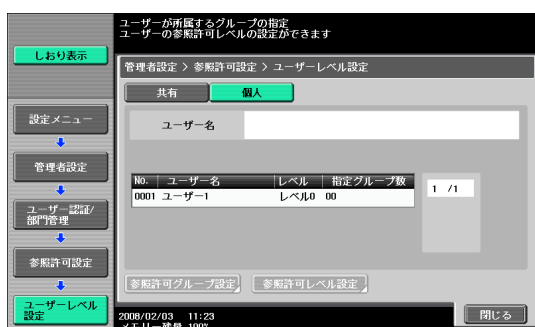 ユーザーが所属するグループの指定
ユーザーの参照許可レベルの設定ができます
しおり表示
管理者設定 > 参照許可設定 > ユーザーレベル設定
共有
個人
設定メニュー
ユーザー名
管理者設定
No. ユーザー名 レベル 指定グループ数
0001 ユーザー1 レベル0 00
1 /1
ユーザー認証/
部門管理
参照許可設定
参照許可グループ設定
参照許可レベル設定
ユーザーレベル
設定
2008/02/03 11:23
メモリー残量 100%
閉じる